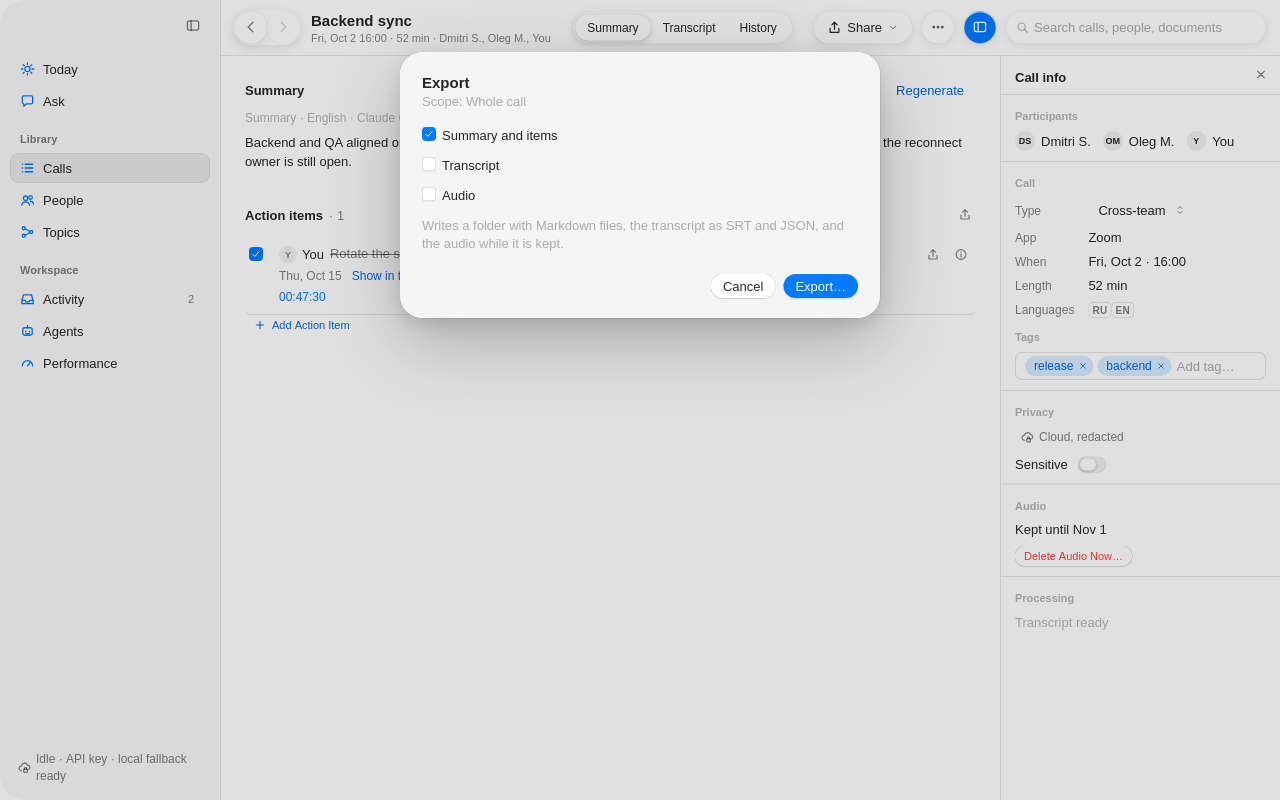 Today
Ask
Library
Calls
People
Topics
Workspace
Activity 2
Agents
Performance
Idle · API key · local fallback
ready
Backend sync
Fri, Oct 2 16:00 · 52 min · Dmitri S., Oleg M., You
Summary Transcript History
Share
Search calls, people, documents
Summary
Regenerate
Summary · English · Claude
Backend and QA aligned o
the reconnect
owner is still open.
Action items · 1
Y You Rotate the s
Thu, Oct 15 Show in t
00:47:30
Add Action Item
Export
Scope: Whole call
Summary and items
Transcript
Audio
Writes a folder with Markdown files, the transcript as SRT and JSON, and
the audio while it is kept.
Cancel Export…
Call info
Participants
DS Dmitri S. OM Oleg M. Y You
Call
Type Cross-team
App Zoom
When Fri, Oct 2 · 16:00
Length 52 min
Languages RU EN
Tags
release backend Add tag…
Privacy
Cloud, redacted
Sensitive
Audio
Kept until Nov 1
Delete Audio Now…
Processing
Transcript ready